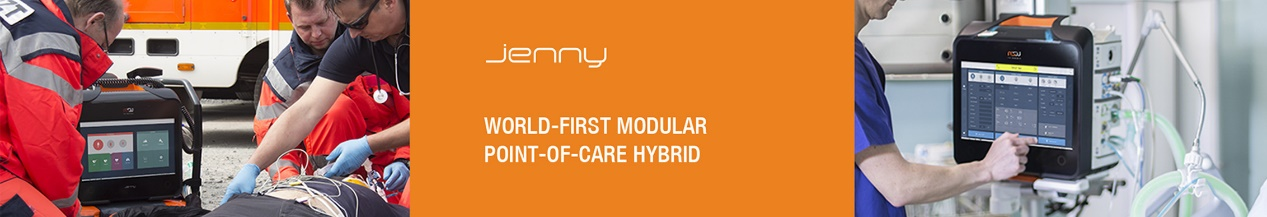 jenny
WORLD-FIRST MODULAR
POINT-OF-CARE HYBRID